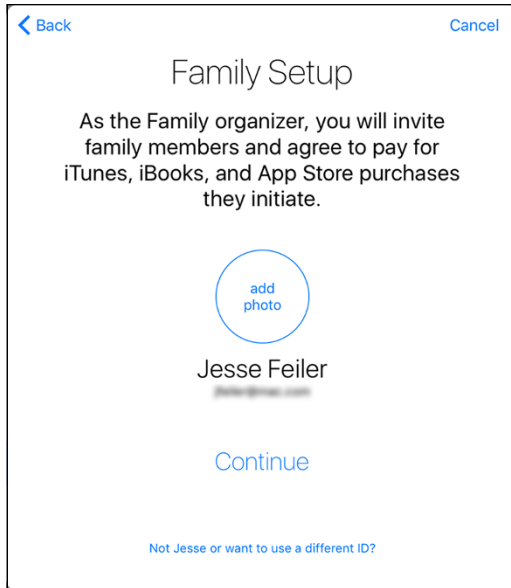 Back
Cancel
Family Setup
As the Family organizer, you will invite
family members and agree to pay for
iTunes, iBooks, and App Store purchases
they initiate.
add
photo
Jesse Feiler
Continue
Not Jesse or want to use a different ID?